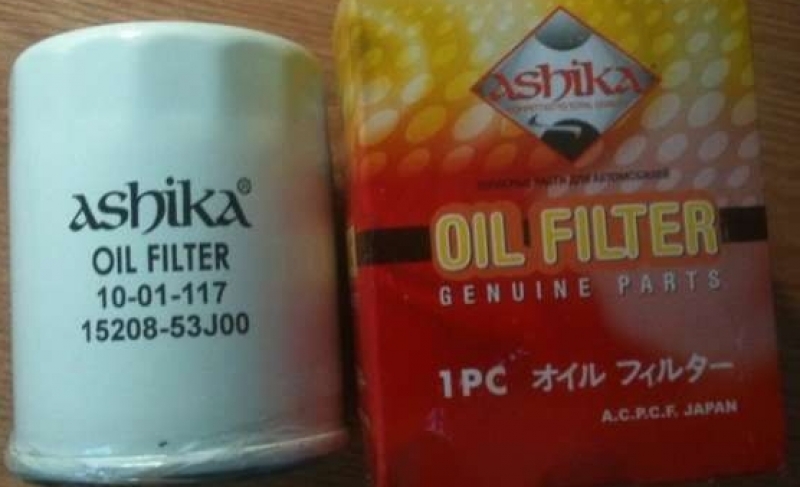 ashika®
OIL FILTER
10-01-117
15208-53J00
ashika
OIL FILTER
GENUINE PARTS
1PC オイル フィルター
A.C.P.C.F. JAPAN